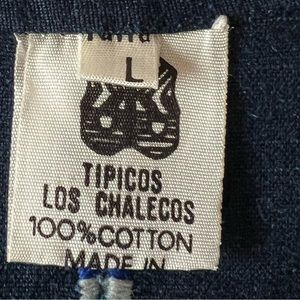 L
TIPICOS
LOS CHALECOS
100%COTTON
MADE IN